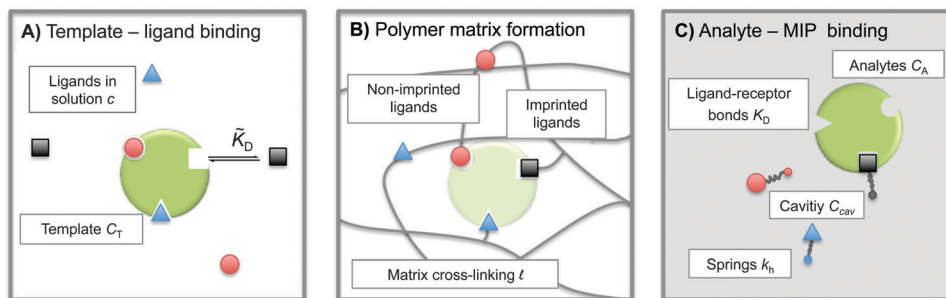 A) Template – ligand binding
Ligands in
solution c
K̃D
Template CT
B) Polymer matrix formation
Non-imprinted
ligands
Imprinted
ligands
Matrix cross-linking ℓ
C) Analyte – MIP binding
Analytes CA
Ligand-receptor
bonds KD
Cavitiy Ccav
Springs kh